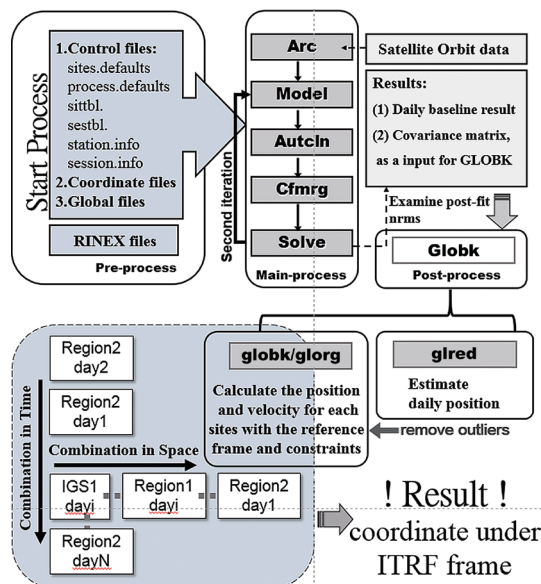 Start Process
1.Control files:
sites.defaults
process.defaults
sittbl.
sestbl.
station.info
session.info
2.Coordinate files
3.Global files
RINEX files
Pre-process
Arc
Model
Autcln
Cfmrg
Solve
Second iteration
Main-process
Satellite Orbit data
Results:
(1) Daily baseline result
(2) Covariance matrix,
as a input for GLOBK
Examine post-fit
nrms
Globk
Post-process
globk/glorg
Calculate the position
and velocity for each
sites with the reference
frame and constraints
glred
Estimate
daily position
remove outliers
Combination in Time
Region2
day2
Region2
day1
Combination in Space
IGS1
dayi
Region1
dayi
Region2
day1
Region2
dayN
! Result !
coordinate under
ITRF frame